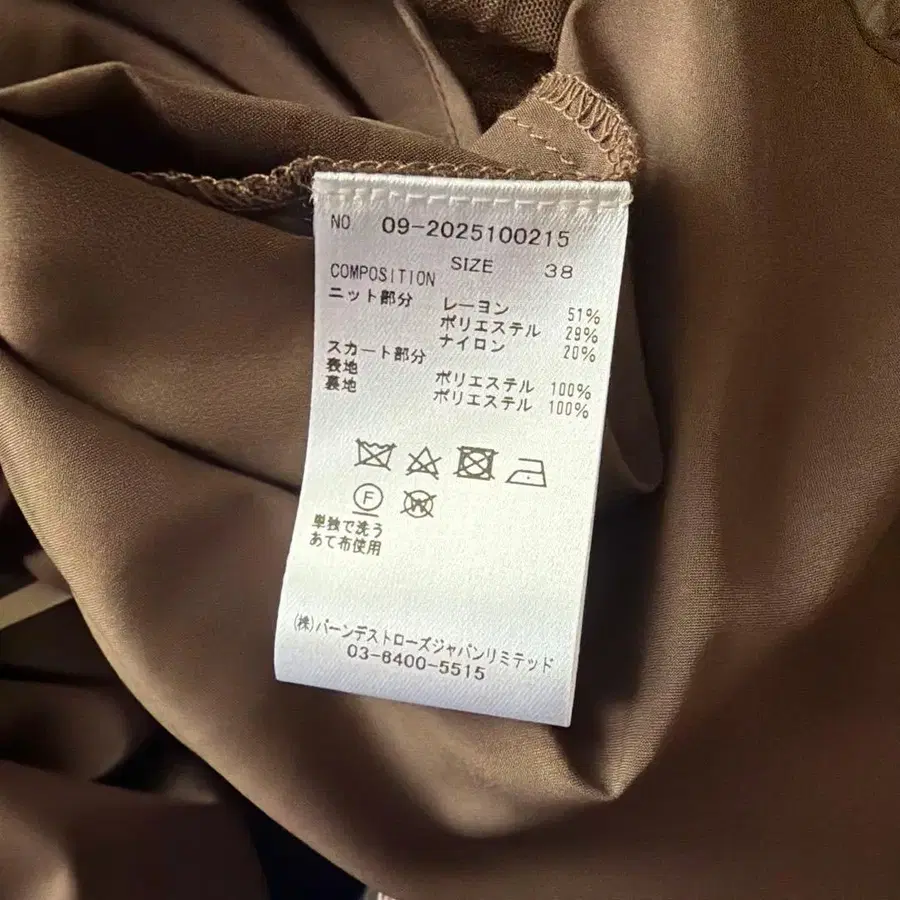 NO 09-2025100215
SIZE 38
COMPOSITION
ニット部分 レーヨン 51%
ポリエステル 29%
ナイロン 20%
スカート部分
表地 ポリエステル 100%
裏地 ポリエステル 100%
F
W
単独で洗う
あて布使用
(株)バーンデストローズジャパンリミテッド
03-6400-5515